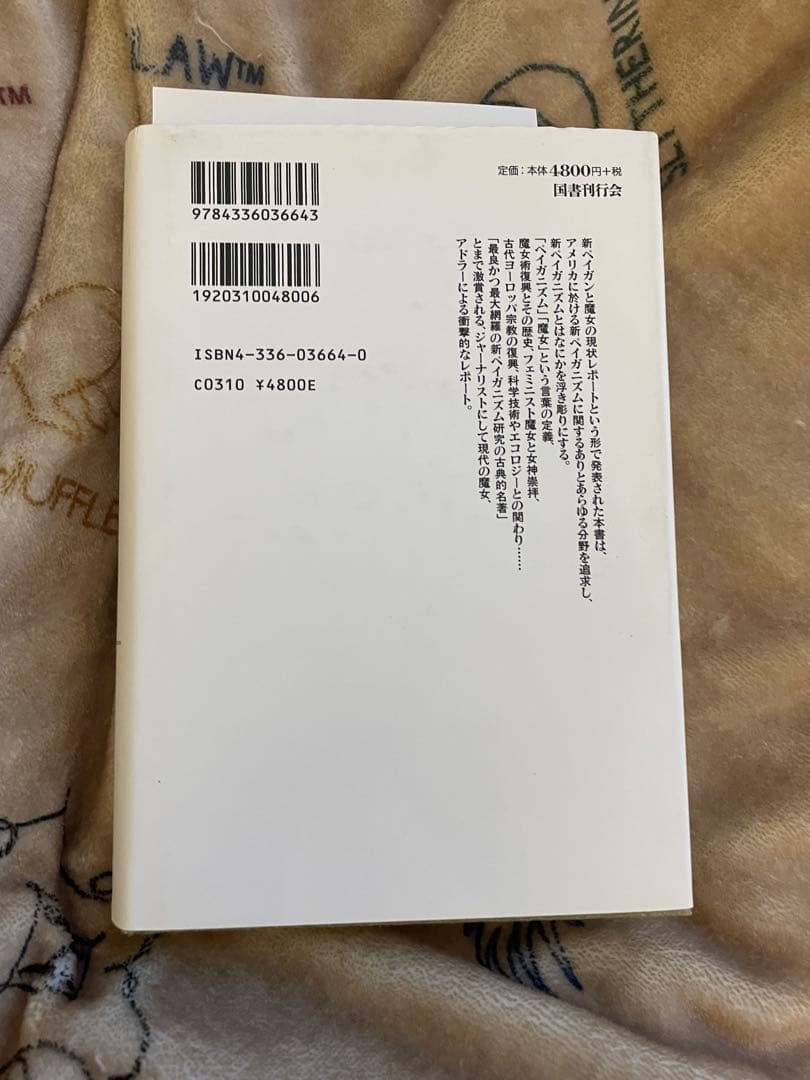 LAW™
™
SLYTHERIN
HUFFLE
9784336036643
1920310048006
ISBN4-336-03664-0
C0310 ¥4800E
定価：本体4800円+税
国書刊行会
新ペイガンと魔女の現状レポートという形で発表された本書は、
アメリカに於ける新ペイガニズムに関するありとあらゆる分野を追求し、
新ペイガニズムとはなにかを浮き彫りにする。
「ペイガニズム」「魔女」という言葉の定義、
魔女術復興とその歴史、フェミニスト魔女と女神崇拝、
古代ヨーロッパ宗教の復興、科学技術やエコロジーとの関わり……
「最良かつ最大網羅の新ペイガニズム研究の古典的名著」
とまで激賞される、ジャーナリストにして現代の魔女、
アドラーによる衝撃的なレポート。